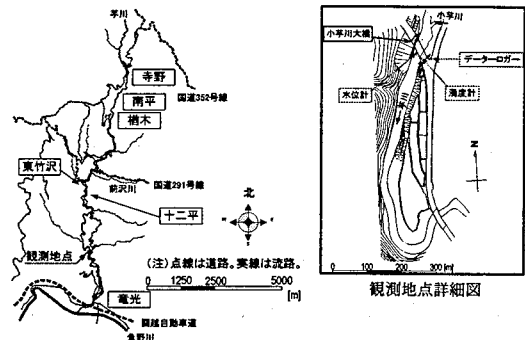 芋川
寺野
南平
楢木
国道352号線
東竹沢
前沢川
国道291号線
十二平
観測地点
北
(注)点線は道路。実線は流路。
0 1250 2500 5000
[m]
竜光
関越自動車道
魚野川
小芋川
小芋川大橋
データーロガー
水位計
濁度計
芋川
N
0 100 200 300 [m]
観測地点詳細図